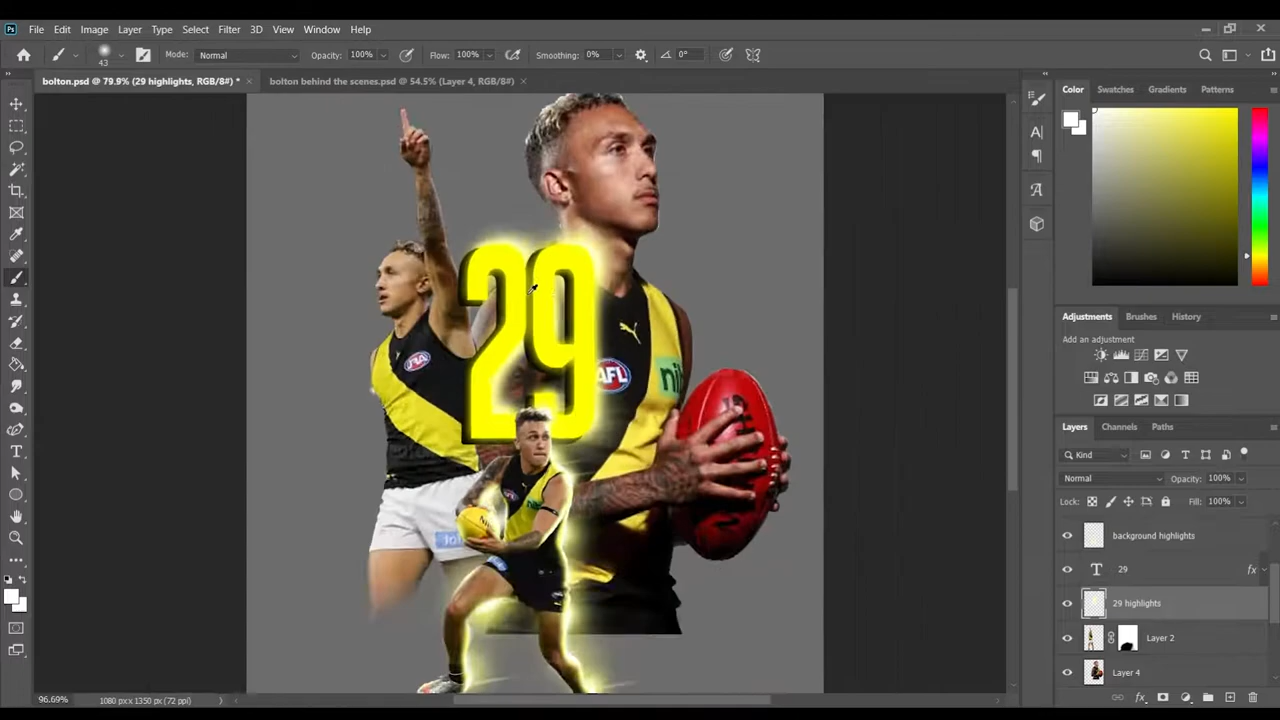 Ps File Edit Image Layer Type Select Filter 3D View Window Help
43 Mode: Normal Opacity: 100% Flow: 100% Smoothing: 0% 0°
bolton.psd @ 79.9% (29 highlights, RGB/8#) * × bolton behind the scenes.psd @ 54.5% (Layer 4, RGB/8#) ×
Color Swatches Gradients Patterns
29
AFL
Adjustments Brushes History
Add an adjustment
Layers Channels Paths
Kind
Normal Opacity: 100%
Lock: Fill: 100%
background highlights
T 29 fx
29 highlights
Layer 2
Layer 4
96.69% 1080 px x 1350 px (72 ppi)